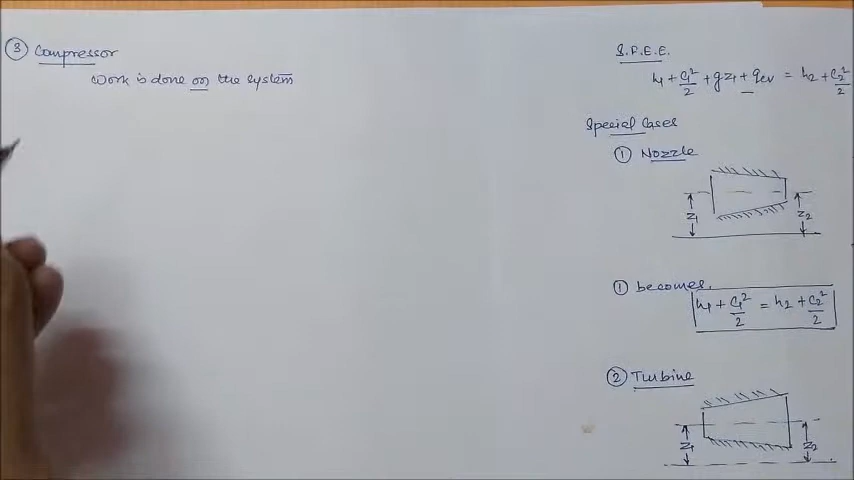 ③ Compressor
Work is done on the system
S.F.E.E.
h₁ + C₁²/2 + gz₁ + qcv = h₂ + C₂²/2
Special Cases
① Nozzle
z₁ z₂
① becomes,
h₁ + C₁²/2 = h₂ + C₂²/2
② Turbine
z₁ z₂